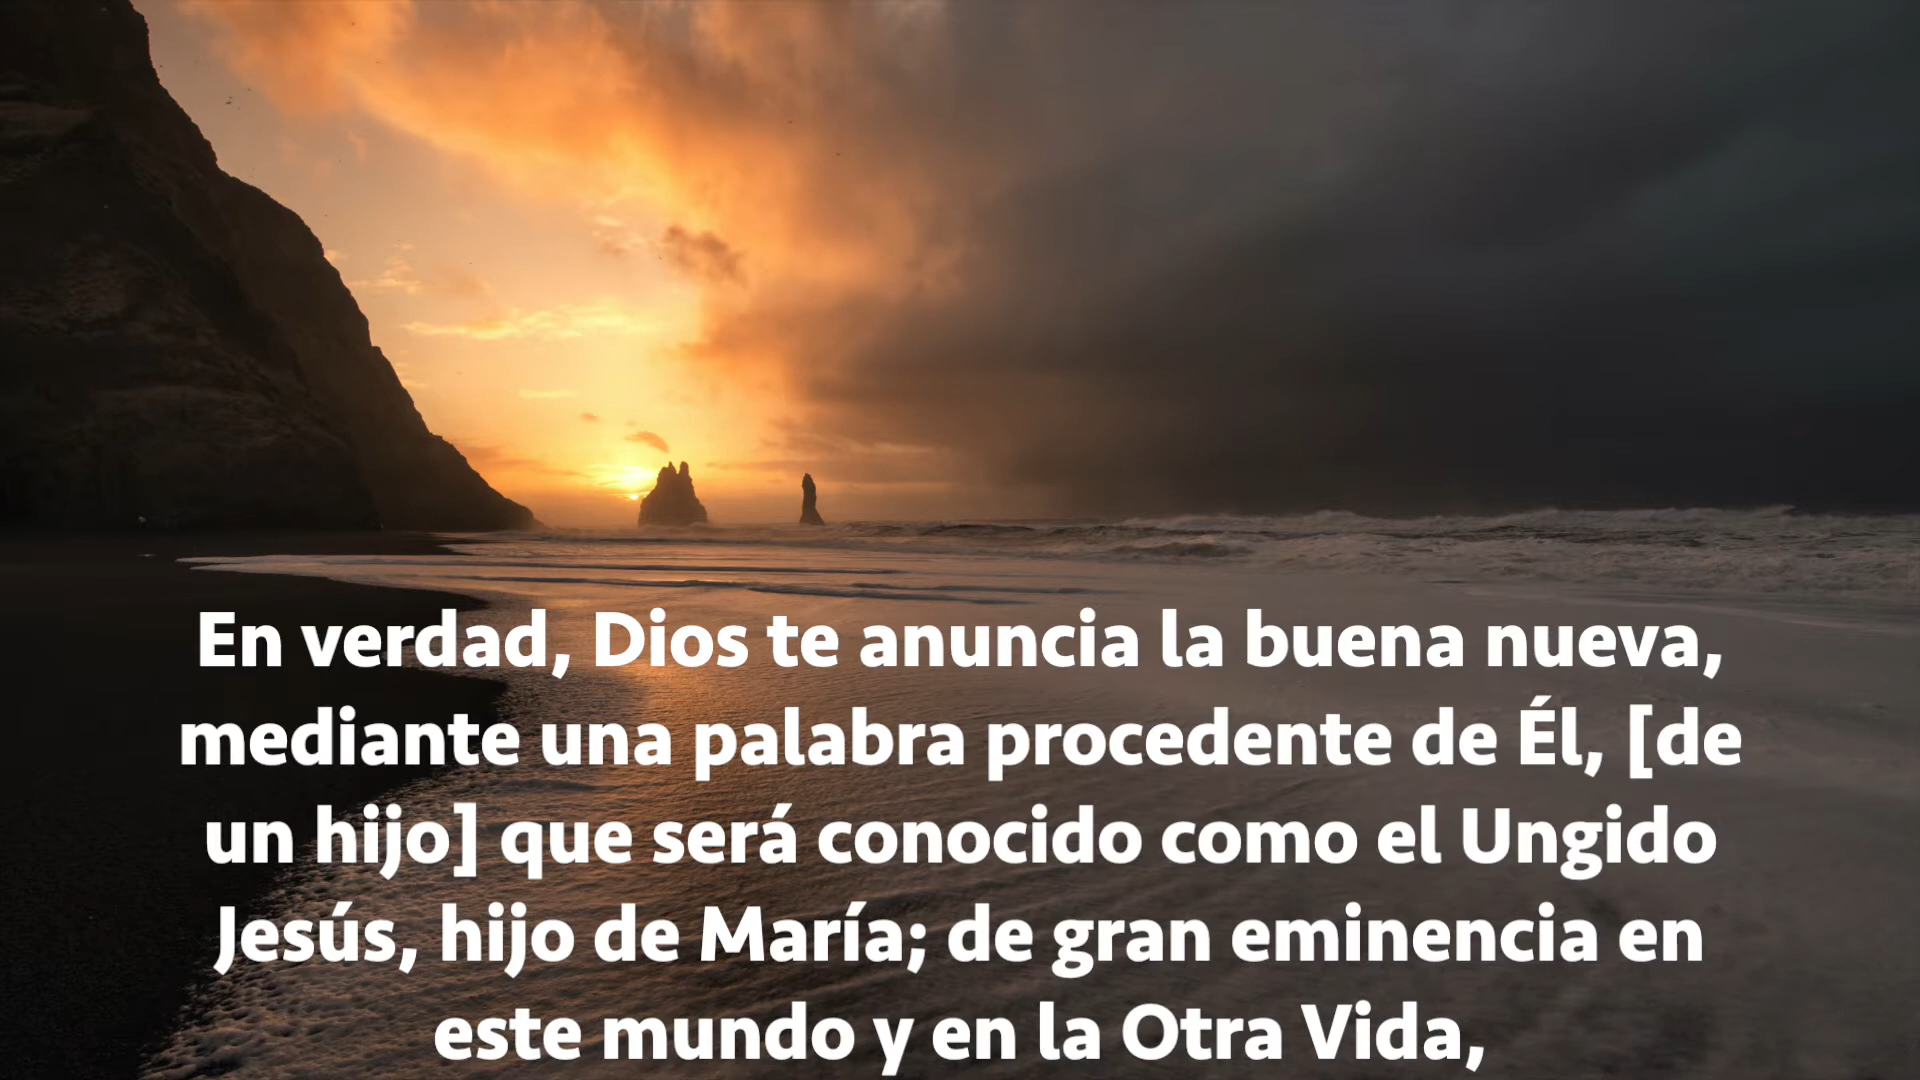 En verdad, Dios te anuncia la buena nueva,
mediante una palabra procedente de Él, [de
un hijo] que será conocido como el Ungido
Jesús, hijo de María; de gran eminencia en
este mundo y en la Otra Vida,